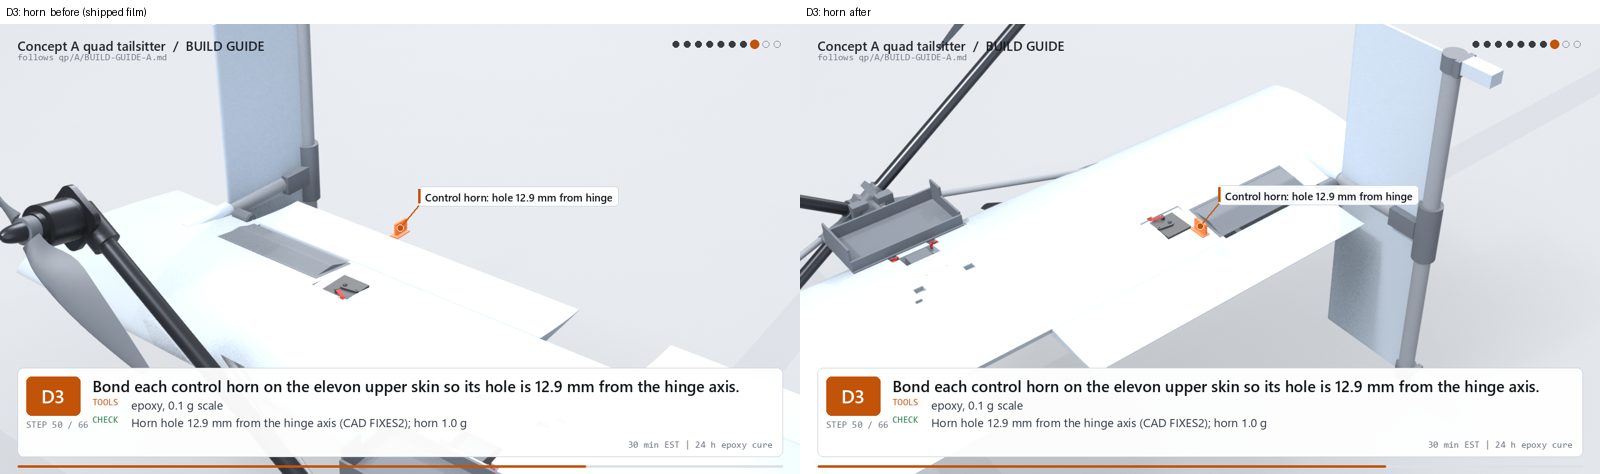 D3: horn before (shipped film)
Concept A quad tailsitter / BUILD GUIDE
follows qp/A/BUILD-GUIDE-A.md
Control horn: hole 12.9 mm from hinge
D3
Bond each control horn on the elevon upper skin so its hole is 12.9 mm from the hinge axis.
TOOLS epoxy, 0.1 g scale
STEP 50 / 66
CHECK Horn hole 12.9 mm from the hinge axis (CAD FIXES2); horn 1.0 g
30 min EST | 24 h epoxy cure
D3: horn after
Concept A quad tailsitter / BUILD GUIDE
follows qp/A/BUILD-GUIDE-A.md
Control horn: hole 12.9 mm from hinge
D3
Bond each control horn on the elevon upper skin so its hole is 12.9 mm from the hinge axis.
TOOLS epoxy, 0.1 g scale
STEP 50 / 66
CHECK Horn hole 12.9 mm from the hinge axis (CAD FIXES2); horn 1.0 g
30 min EST | 24 h epoxy cure